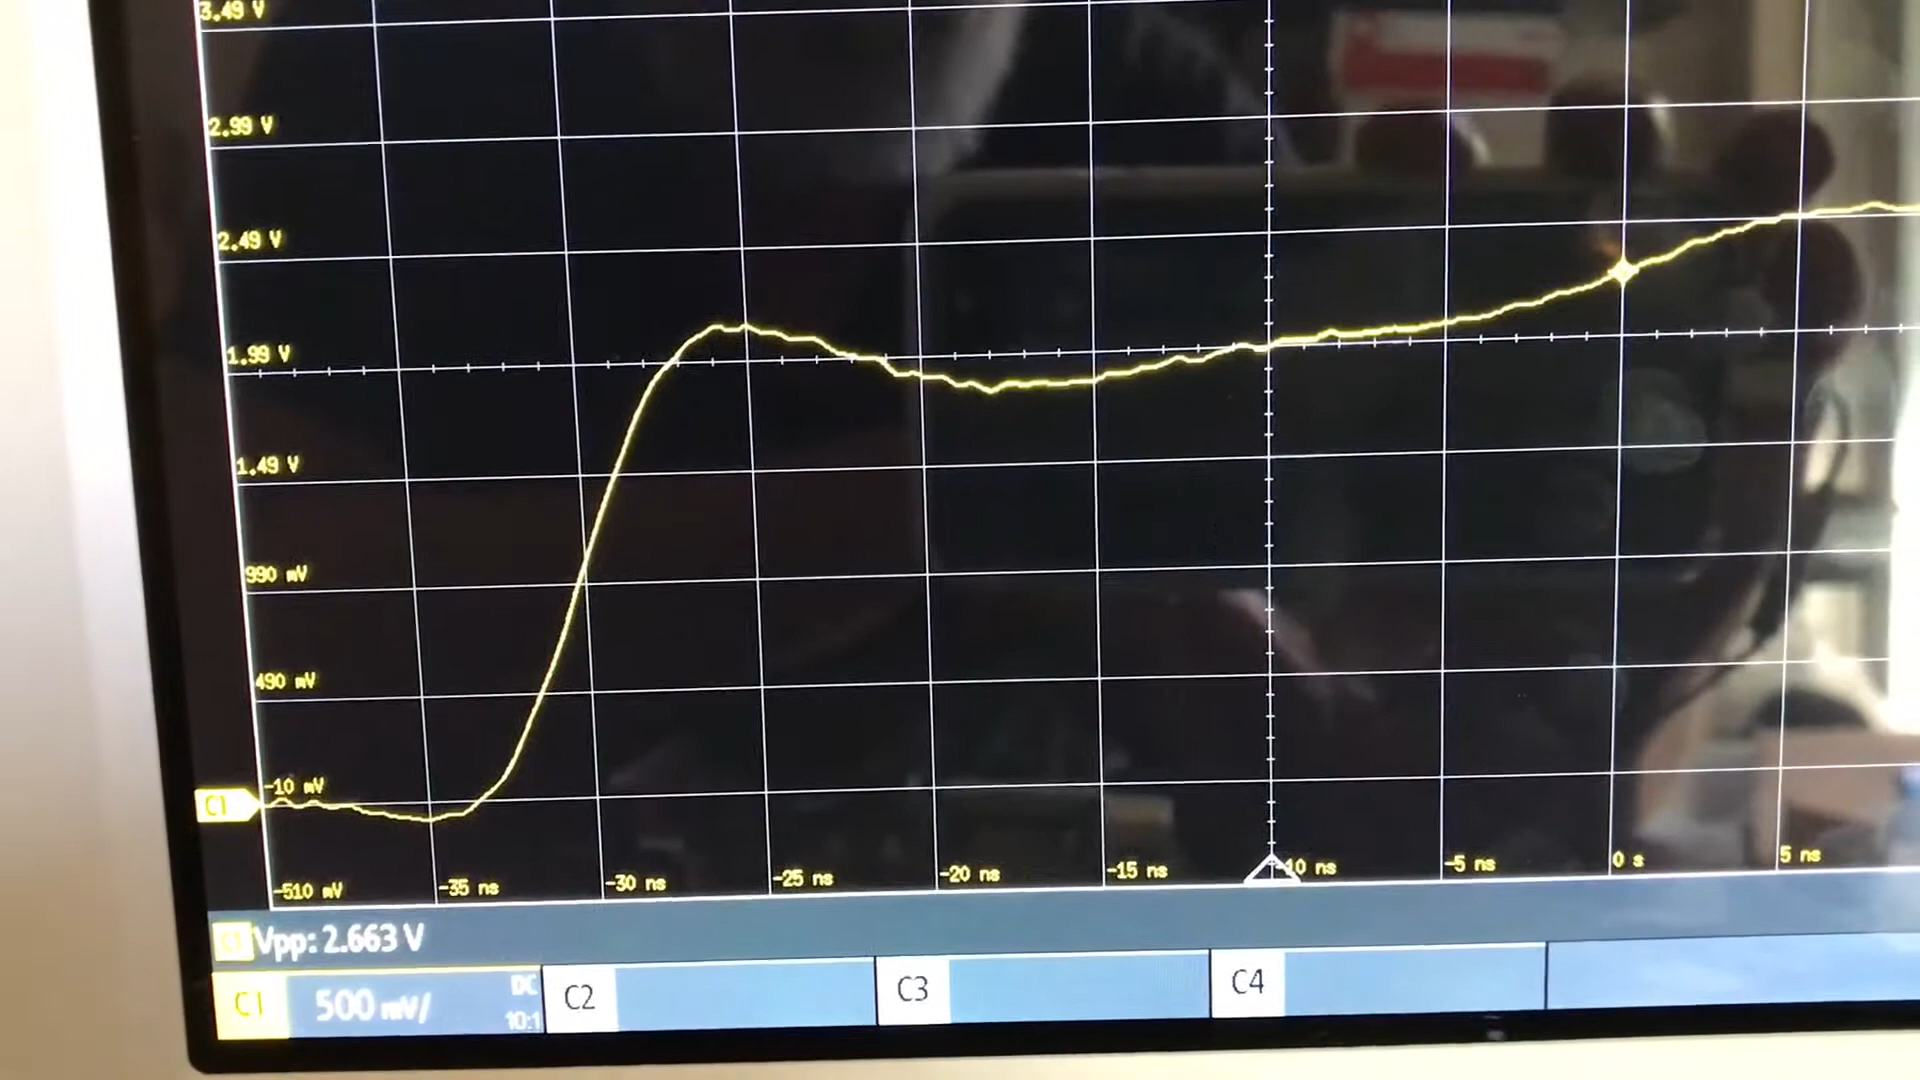 3.49 V
2.99 V
2.49 V
1.99 V
1.49 V
990 mV
490 mV
-10 mV
C1
-510 mV
-35 ns
-30 ns
-25 ns
-20 ns
-15 ns
-10 ns
-5 ns
0 s
5 ns
C1 Vpp: 2.663 V
C1 500 mV/ DC 10:1
C2
C3
C4